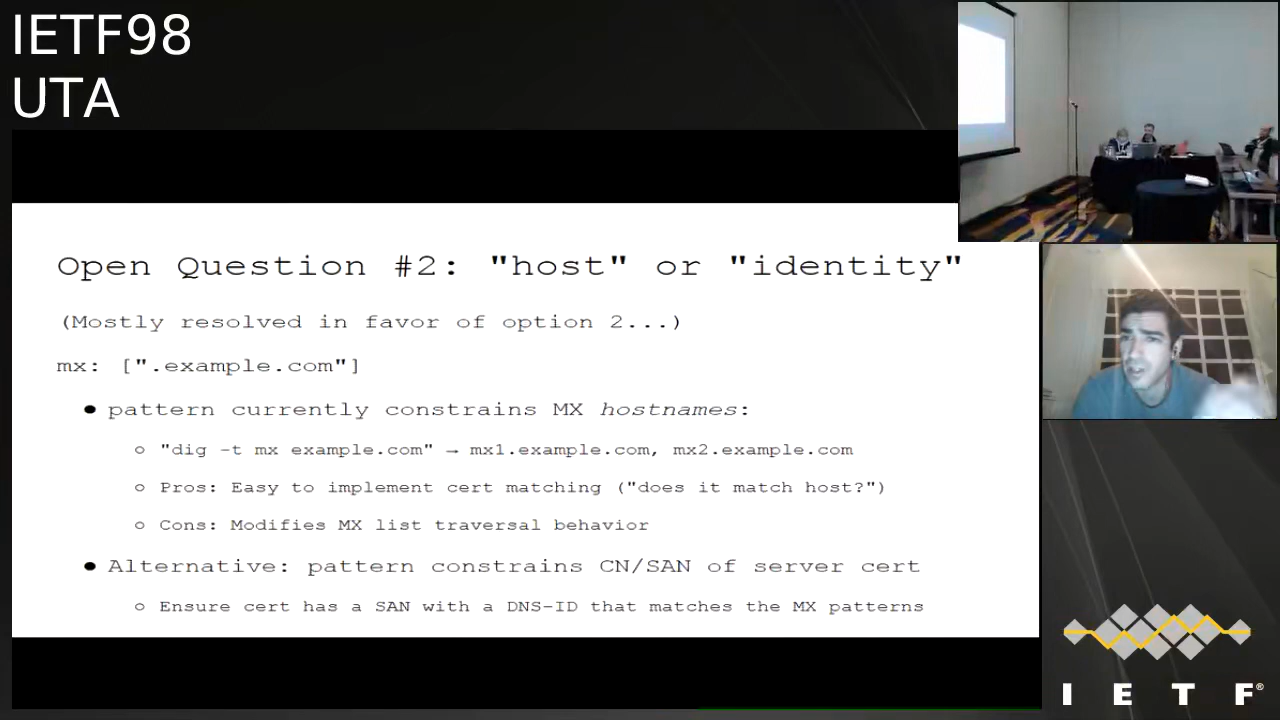 IETF98
UTA
Open Question #2: "host" or "identity"
(Mostly resolved in favor of option 2...)
mx: [".example.com"]
● pattern currently constrains MX hostnames:
○ "dig -t mx example.com" → mx1.example.com, mx2.example.com
○ Pros: Easy to implement cert matching ("does it match host?")
○ Cons: Modifies MX list traversal behavior
● Alternative: pattern constrains CN/SAN of server cert
○ Ensure cert has a SAN with a DNS-ID that matches the MX patterns
I E T F®